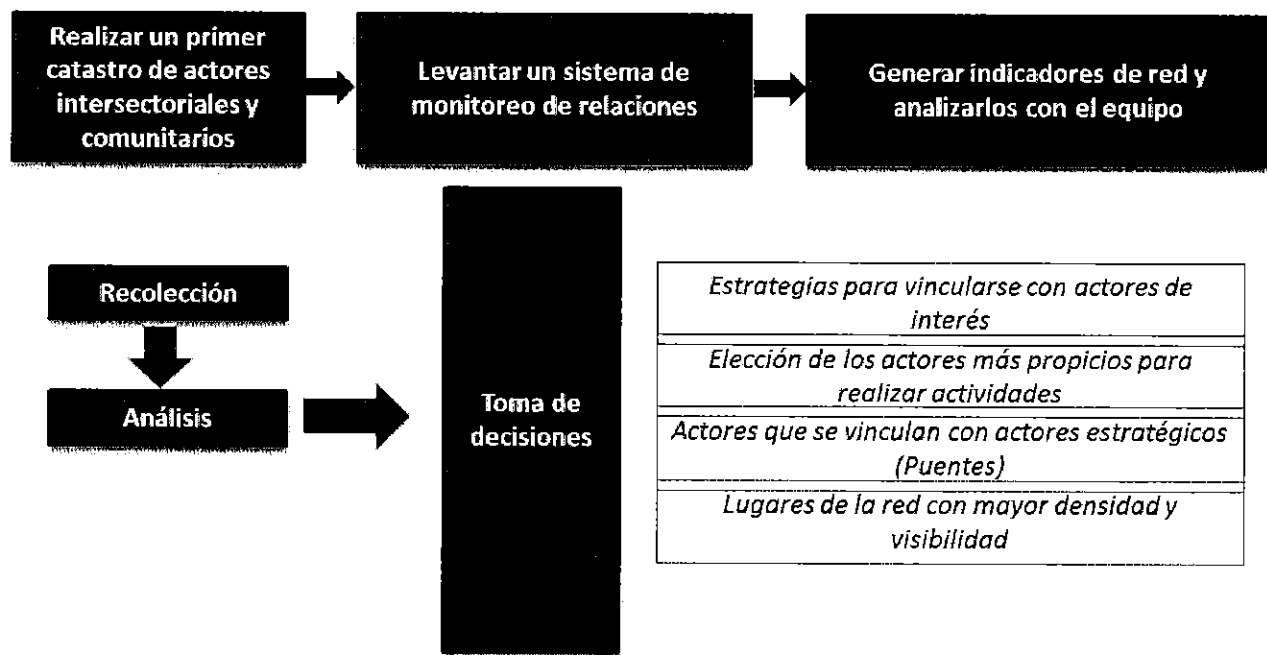 Realizar un primer
catastro de actores
intersectoriales y
comunitarios
Levantar un sistema de
monitoreo de relaciones
Generar indicadores de red y
analizarlos con el equipo
Recolección
Análisis
Toma de
decisiones
Estrategias para vincularse con actores de
interés
Elección de los actores más propicios para
realizar actividades
Actores que se vinculan con actores estratégicos
(Puentes)
Lugares de la red con mayor densidad y
visibilidad